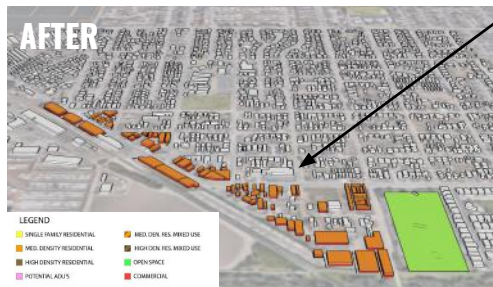 AFTER
LEGEND
SINGLE FAMILY RESIDENTIAL
MED. DENSITY RESIDENTIAL
HIGH DENSITY RESIDENTIAL
POTENTIAL ADU'S
MED. DEN. RES. MIXED USE
HIGH DEN. RES. MIXED USE
OPEN SPACE
COMMERCIAL